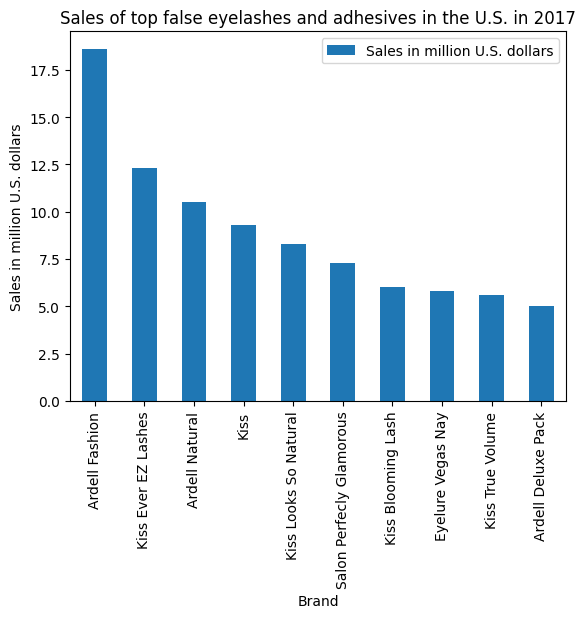 Sales of top false eyelashes and adhesives in the U.S. in 2017
Sales in million U.S. dollars
17.5
15.0
12.5
10.0
7.5
5.0
2.5
0.0
Sales in million U.S. dollars
Ardell Fashion
Kiss Ever EZ Lashes
Ardell Natural
Kiss
Kiss Looks So Natural
Salon Perfecly Glamorous
Kiss Blooming Lash
Eyelure Vegas Nay
Kiss True Volume
Ardell Deluxe Pack
Brand